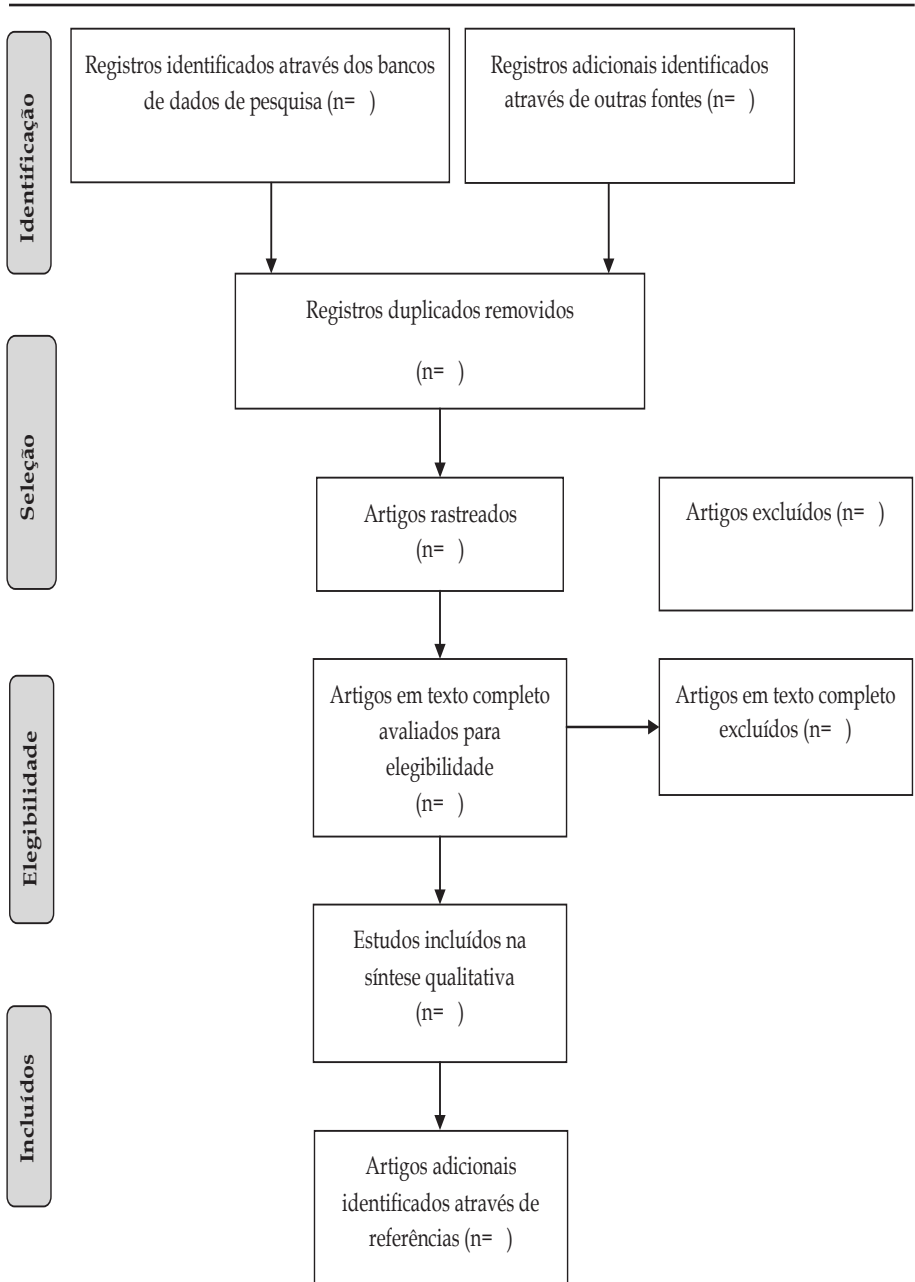 Identificação
Registros identificados através dos bancos
de dados de pesquisa (n=   )
Registros adicionais identificados
através de outras fontes (n=   )
Registros duplicados removidos
(n=   )
Seleção
Artigos rastreados
(n=   )
Artigos excluídos (n=   )
Elegibilidade
Artigos em texto completo
avaliados para
elegibilidade
(n=   )
Artigos em texto completo
excluídos (n=   )
Estudos incluídos na
síntese qualitativa
(n=   )
Incluídos
Artigos adicionais
identificados através de
referências (n=   )